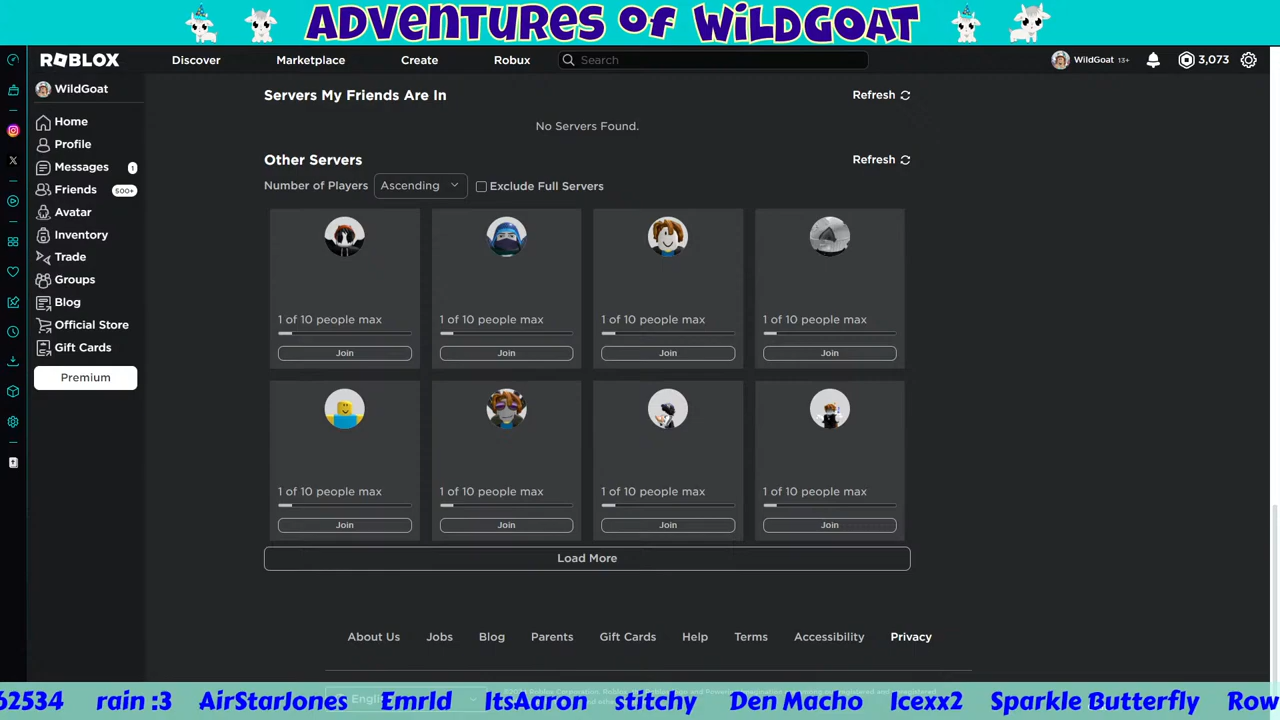 ADVENTURES OF WILDGOAT
ROBLOX
Discover
Marketplace
Create
Robux
Search
WildGoat 13+
3,073
WildGoat
Home
Profile
Messages 1
Friends 500+
Avatar
Inventory
Trade
Groups
Blog
Official Store
Gift Cards
Premium
Servers My Friends Are In
Refresh
No Servers Found.
Other Servers
Refresh
Number of Players Ascending Exclude Full Servers
1 of 10 people max 1 of 10 people max 1 of 10 people max 1 of 10 people max
Join Join Join Join
1 of 10 people max 1 of 10 people max 1 of 10 people max 1 of 10 people max
Join Join Join Join
Load More
About Us Jobs Blog Parents Gift Cards Help Terms Accessibility Privacy
62534 rain :3 AirStarJones Emrld ItsAaron stitchy Den Macho Icexx2 Sparkle Butterfly Row